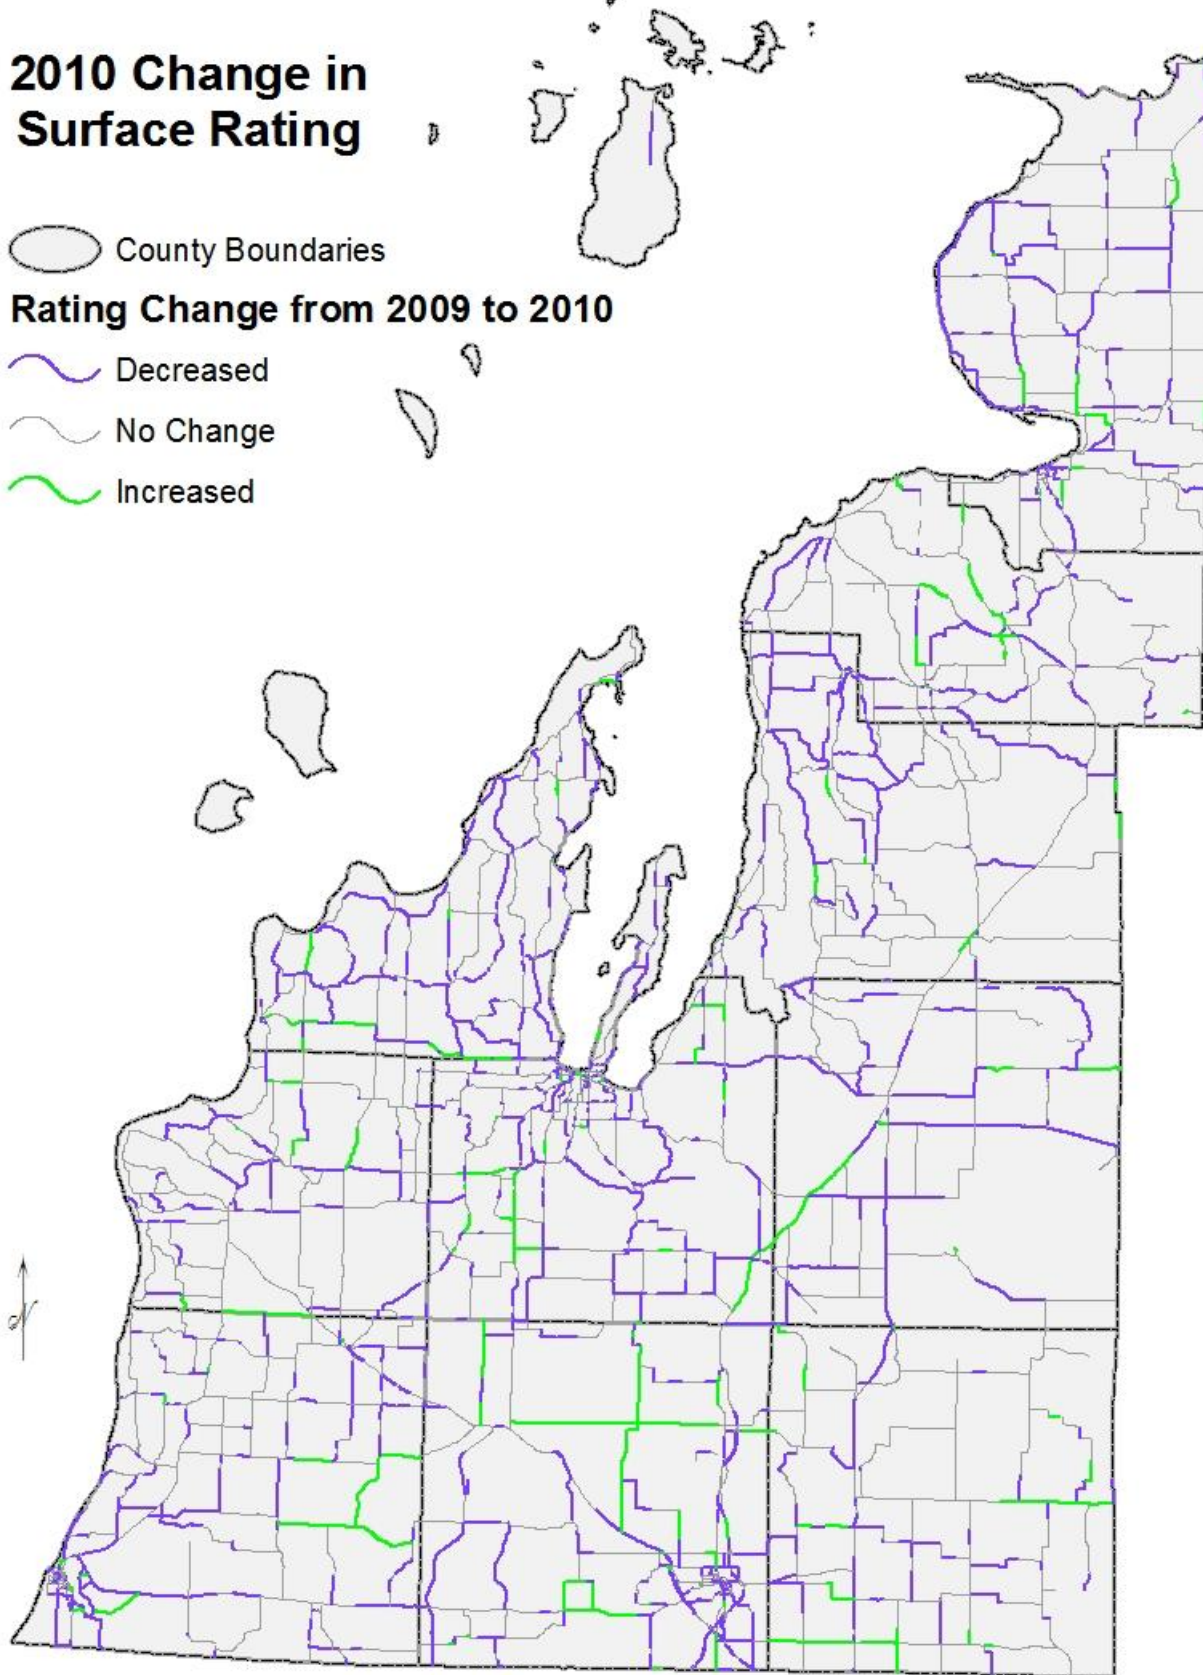 2010 Change in
Surface Rating
County Boundaries
Rating Change from 2009 to 2010
Decreased
No Change
Increased
N